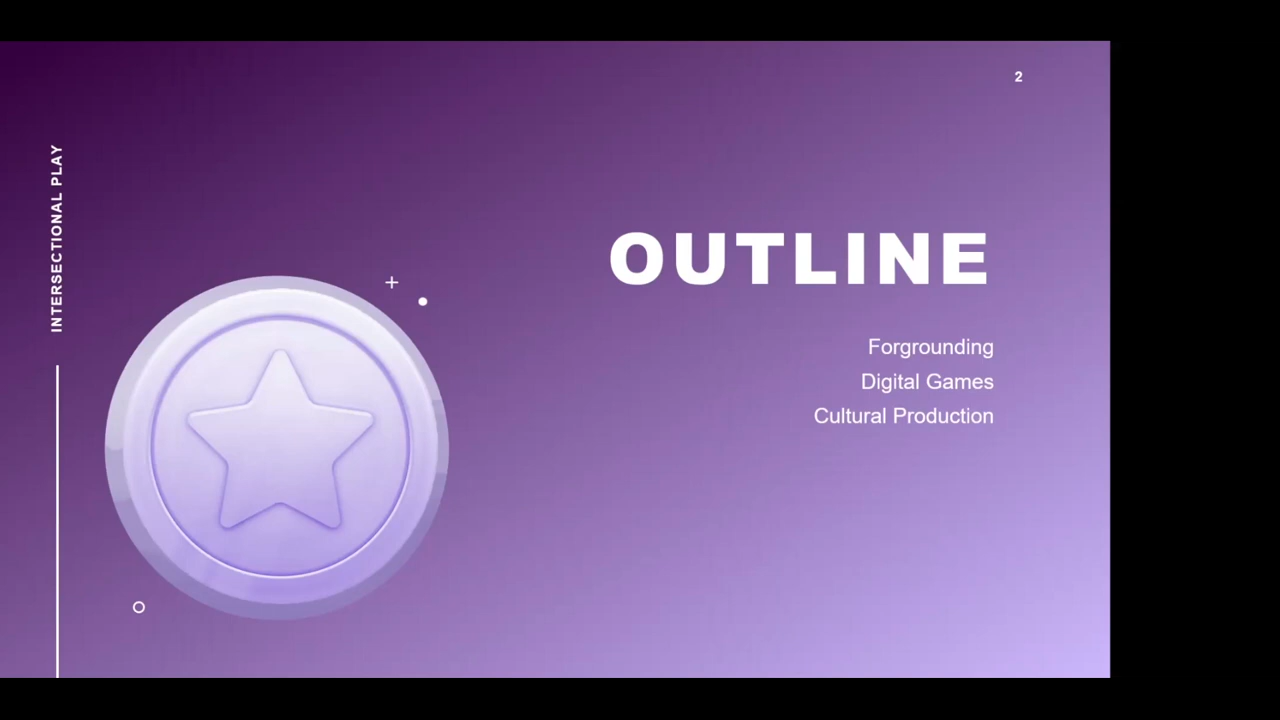 2
INTERSECTIONAL PLAY
OUTLINE
Forgrounding
Digital Games
Cultural Production